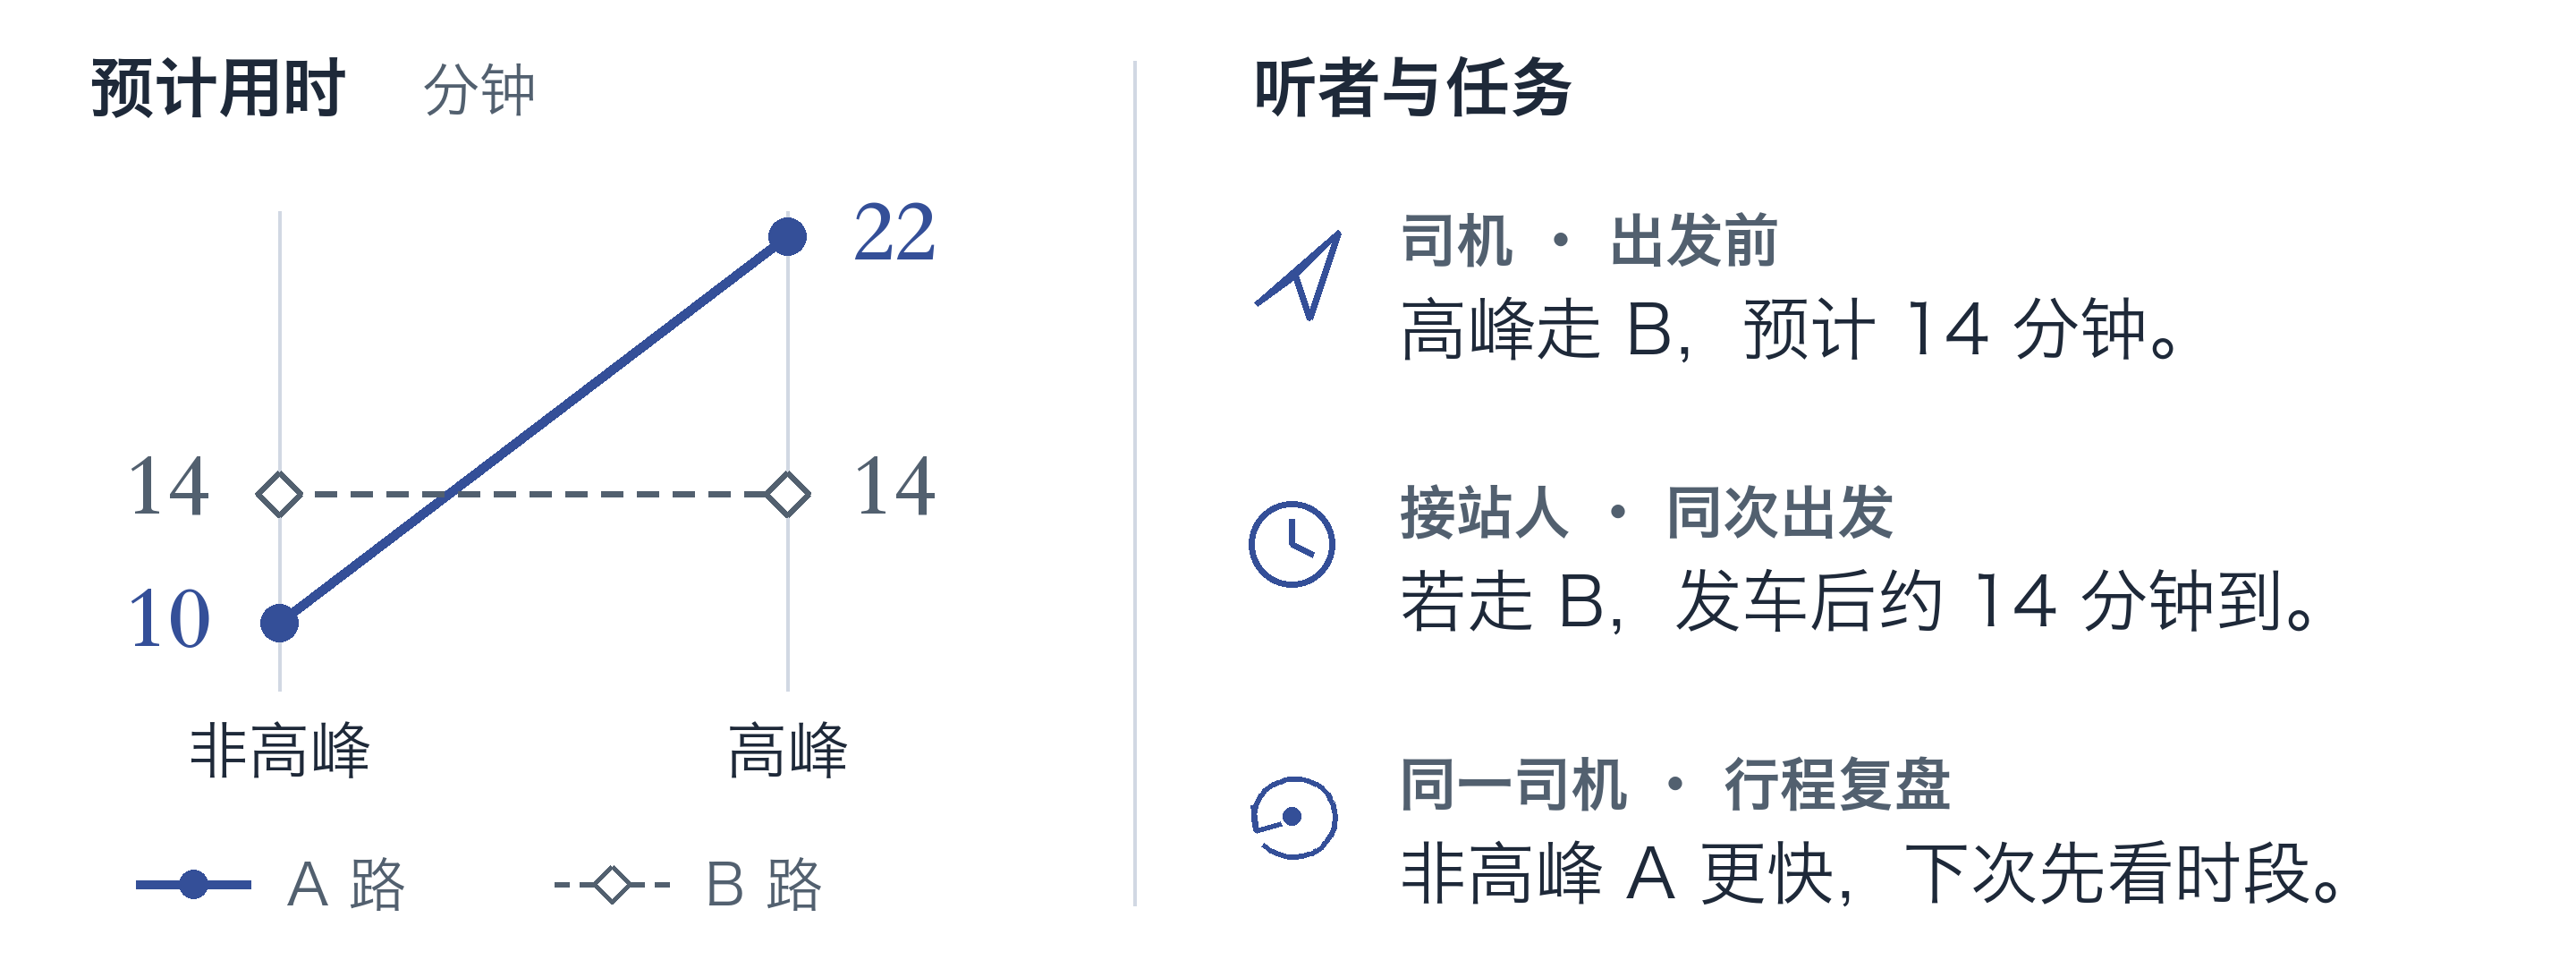 预计用时 分钟
22
14
14
10
非高峰 高峰
A 路 B 路
听者与任务
司机 · 出发前
高峰走 B，预计 14 分钟。
接站人 · 同次出发
若走 B，发车后约 14 分钟到。
同一司机 · 行程复盘
非高峰 A 更快，下次先看时段。